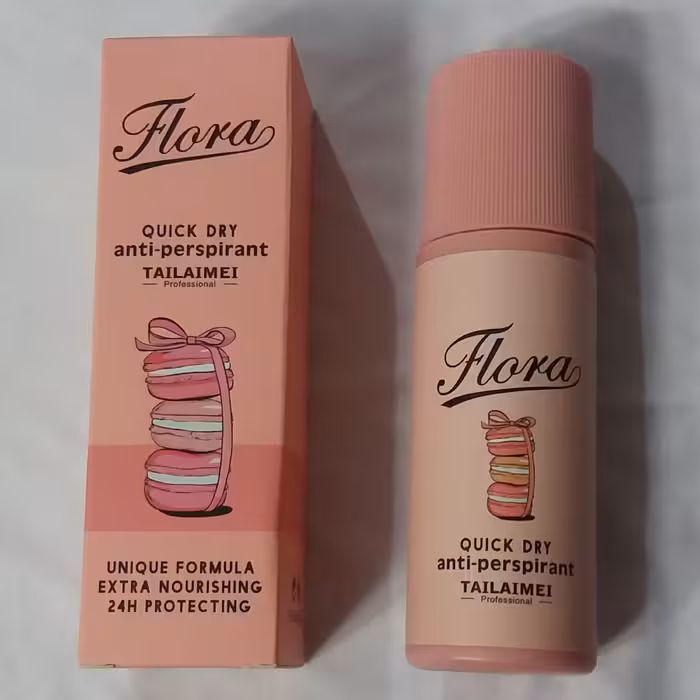 Flora
QUICK DRY
anti-perspirant
TAILAIMEI
Professional
UNIQUE FORMULA
EXTRA NOURISHING
24H PROTECTING
Flora
QUICK DRY
anti-perspirant
TAILAIMEI
Professional